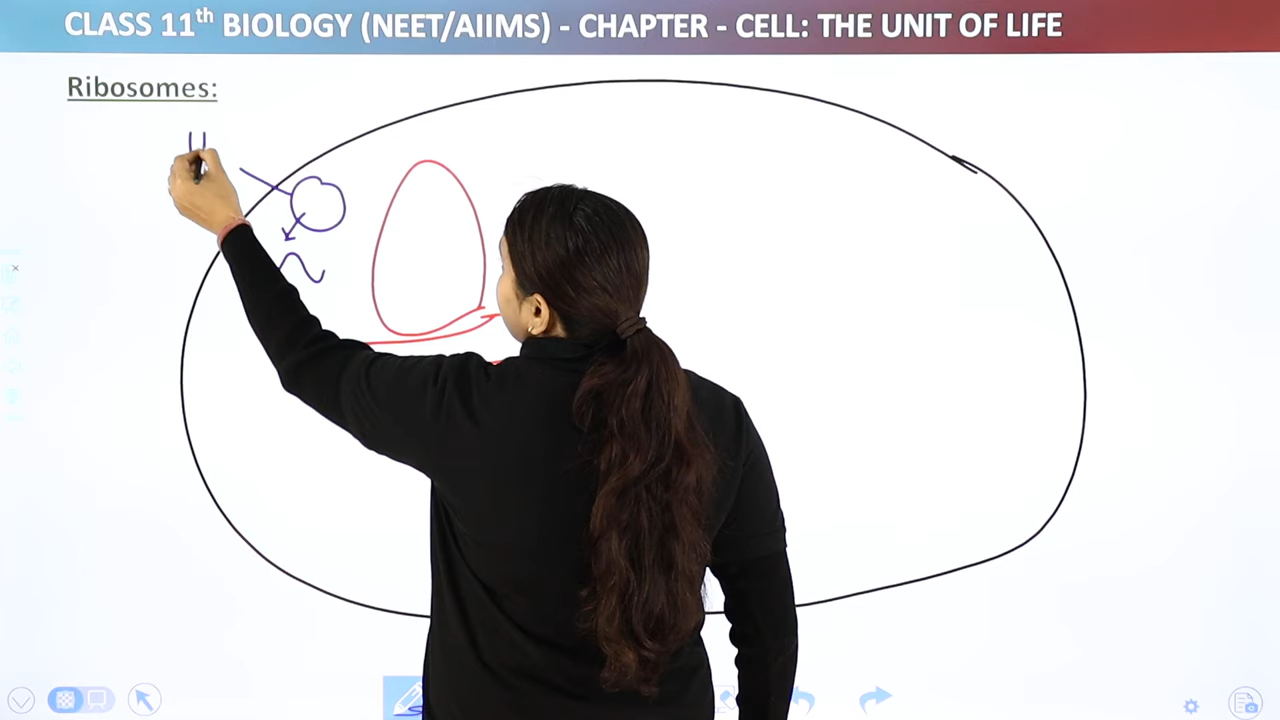 CLASS 11th BIOLOGY (NEET/AIIMS) - CHAPTER - CELL: THE UNIT OF LIFE
Ribosomes: